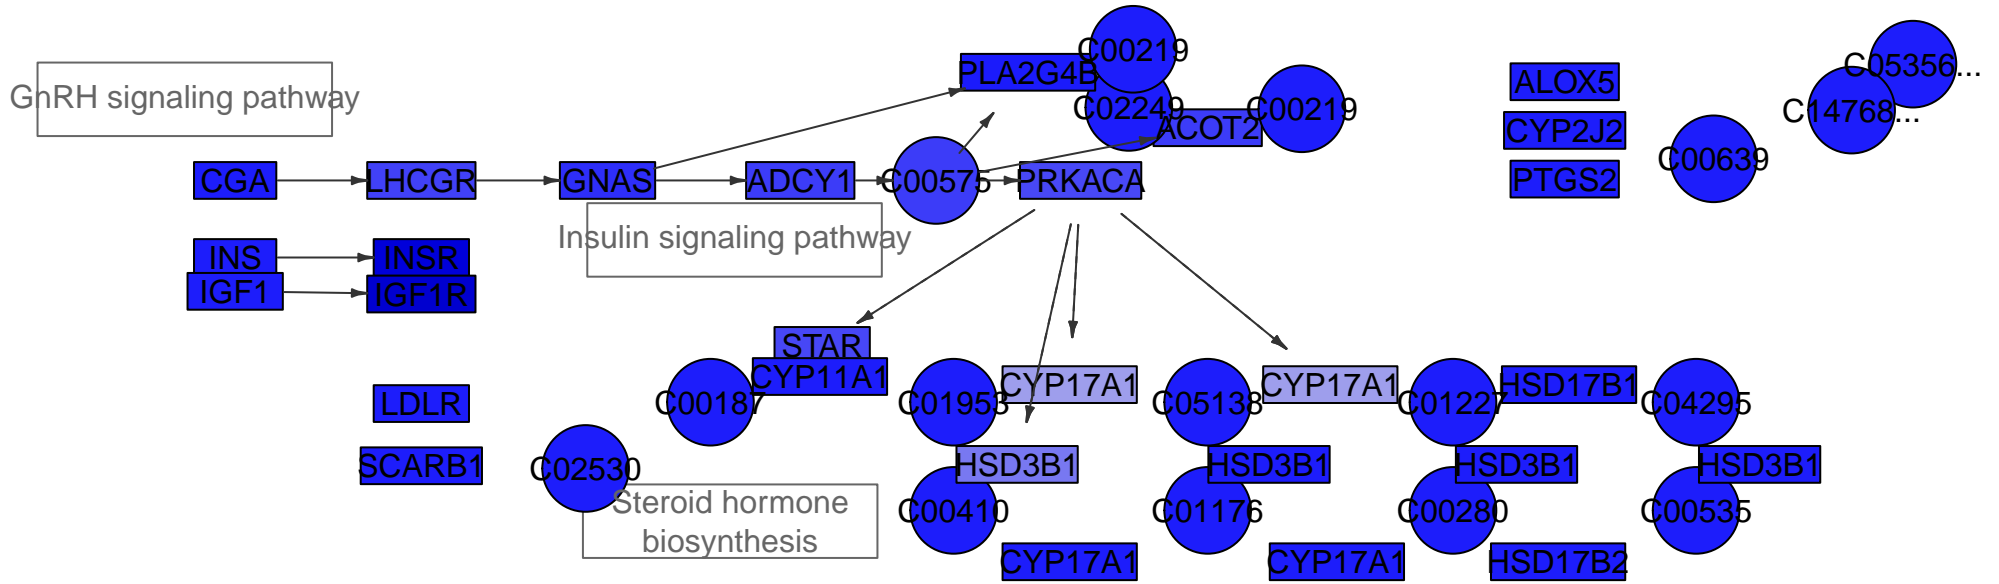 C00219
C05356...
PLA2G4B
ALOX5
GnRH signaling pathway
C02249
C00219
C14768...
ACOT2
CYP2J2
C00639
CGA
LHCGR
GNAS
ADCY1
C00575
PRKACA
PTGS2
Insulin signaling pathway
INS
INSR
IGF1
IGF1R
STAR
CYP11A1
CYP17A1
CYP17A1
HSD17B1
LDLR
C00187
C01953
C05138
C01227
C04295
SCARB1
C02530
HSD3B1
HSD3B1
HSD3B1
HSD3B1
Steroid hormone
biosynthesis
C00410
C01176
C00280
C00535
CYP17A1
CYP17A1
HSD17B2